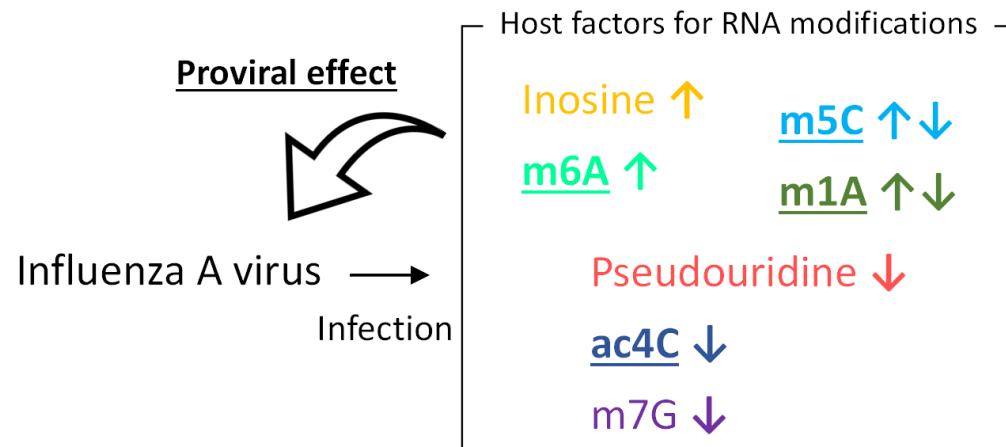 Host factors for RNA modifications
Proviral effect
Inosine ↑
m5C ↑↓
m6A ↑
m1A ↑↓
Influenza A virus
Infection
Pseudouridine ↓
ac4C ↓
m7G ↓